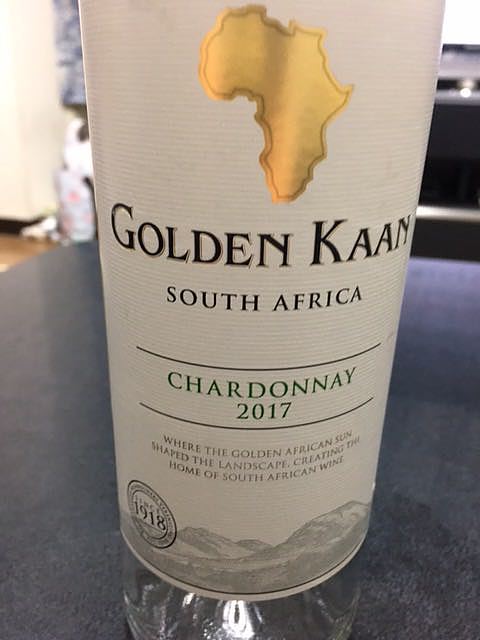 GOLDEN KAAN
SOUTH AFRICA
CHARDONNAY
2017
WHERE THE GOLDEN AFRICAN SUN
SHAPED THE LANDSCAPE, CREATING THE
HOME OF SOUTH AFRICAN WINE.
SINCE
1918